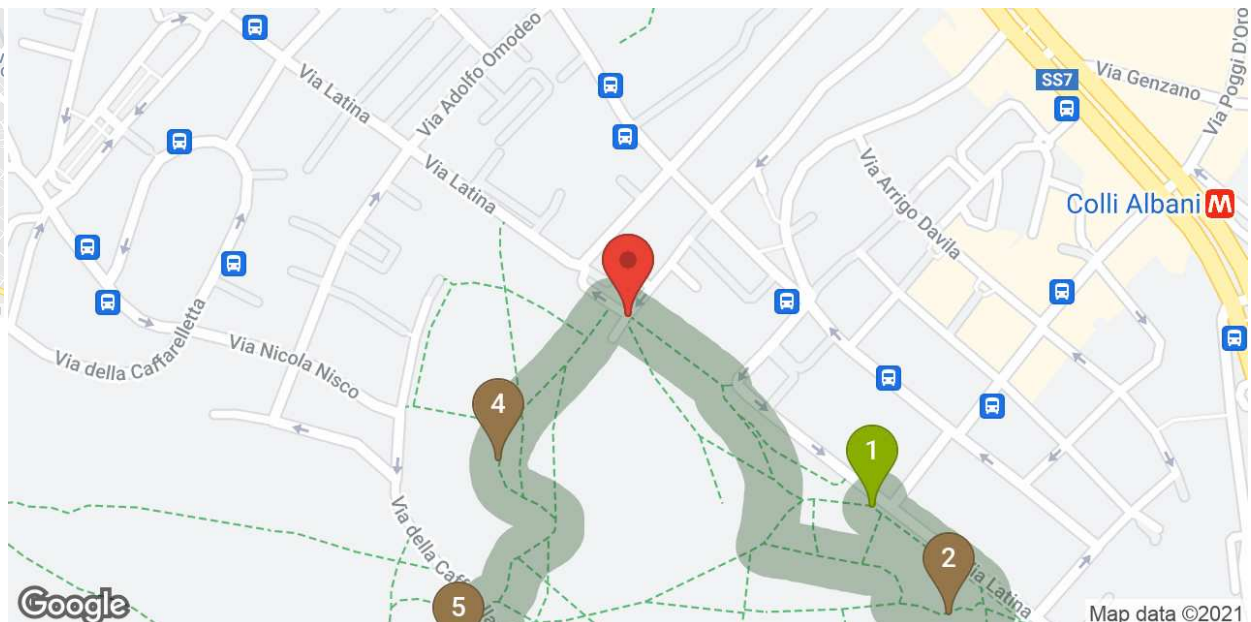 Via Latina
Via Adolfo Omodeo
SS7
Via Genzano
Via Poggi D'Oro
Via Latina
Via Arrigo Davila
Colli Albani M
Via della Caffarelletta
Via Nicola Nisco
4
1
Via della Caffarella
2
Via Latina
5
Google
Map data ©2021